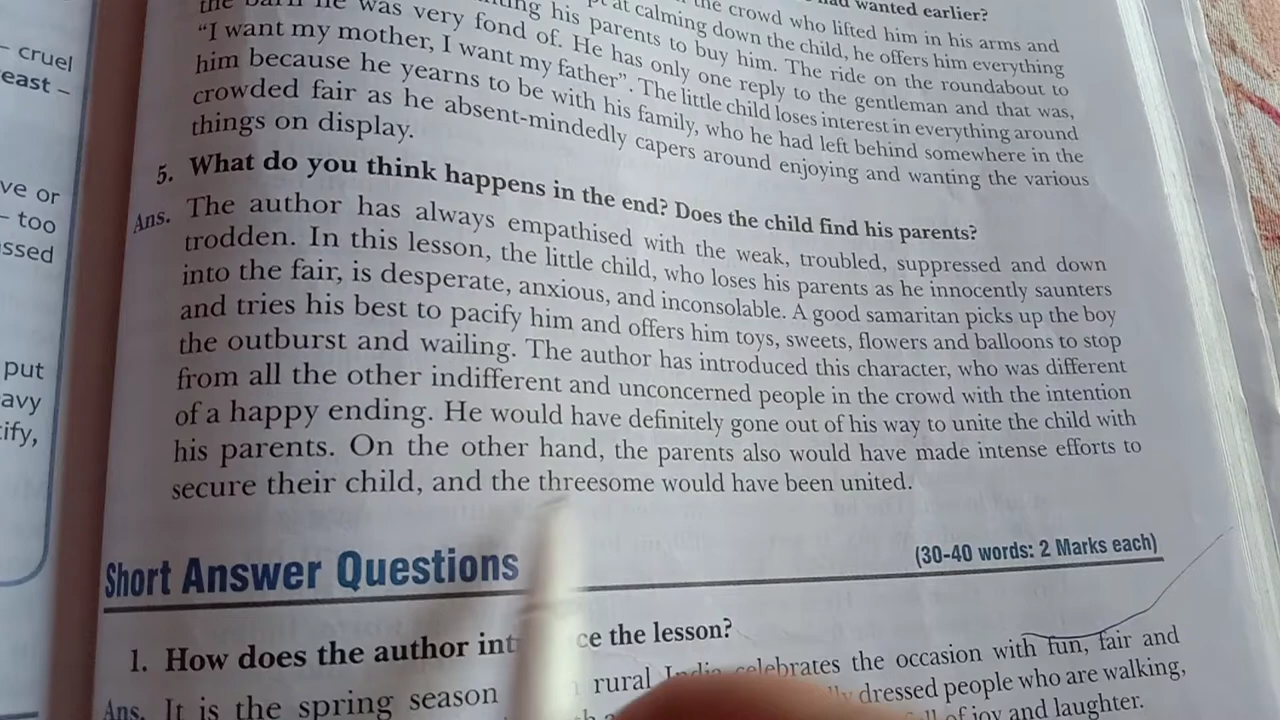 had wanted earlier?
the crowd who lifted him in his arms and
at calming down the child, he offers him everything
his parents to buy him. The ride on the roundabout to
he was very fond of. He has only one reply to the gentleman and that was,
"I want my mother, I want my father". The little child loses interest in everything around
him because he yearns to be with his family, who he had left behind somewhere in the
crowded fair as he absent-mindedly capers around enjoying and wanting the various
things on display.
5. What do you think happens in the end? Does the child find his parents?
Ans. The author has always empathised with the weak, troubled, suppressed and down
trodden. In this lesson, the little child, who loses his parents as he innocently saunters
into the fair, is desperate, anxious, and inconsolable. A good samaritan picks up the boy
and tries his best to pacify him and offers him toys, sweets, flowers and balloons to stop
the outburst and wailing. The author has introduced this character, who was different
from all the other indifferent and unconcerned people in the crowd with the intention
of a happy ending. He would have definitely gone out of his way to unite the child with
his parents. On the other hand, the parents also would have made intense efforts to
secure their child, and the threesome would have been united.
Short Answer Questions
(30-40 words: 2 Marks each)
1. How does the author ce the lesson?
Ans. It is the spring season rural India celebrates the occasion with fun, fair and
dressed people who are walking,
of joy and laughter.
– cruel
east –
ve or
– too
ssed
put
avy
ify,